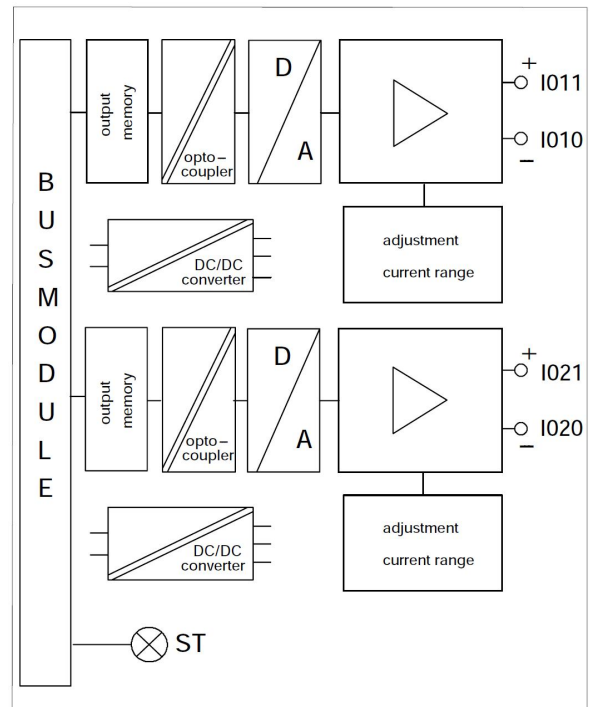 BUSMODULE
output
memory
opto-
coupler
D
A
+
I011
I010
−
adjustment
current range
DC/DC
converter
output
memory
opto-
coupler
D
A
+
I021
I020
−
adjustment
current range
DC/DC
converter
ST